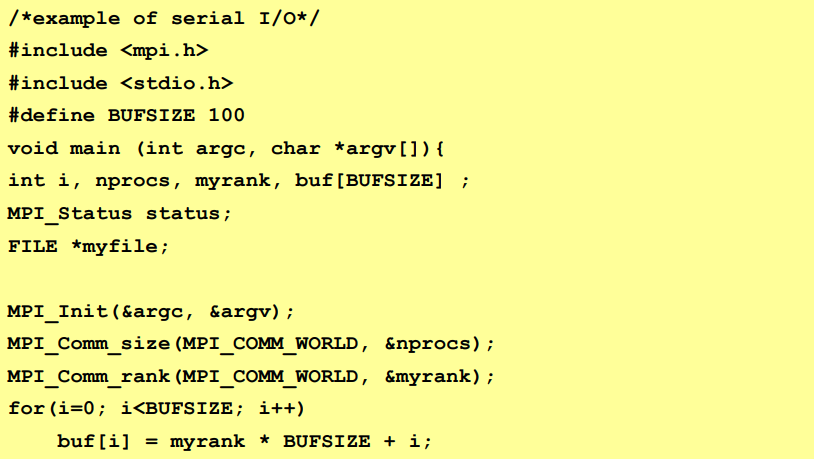 /*example of serial I/O*/
#include <mpi.h>
#include <stdio.h>
#define BUFSIZE 100
void main (int argc, char *argv[]){
int i, nprocs, myrank, buf[BUFSIZE] ;
MPI_Status status;
FILE *myfile;

MPI_Init(&argc, &argv);
MPI_Comm_size(MPI_COMM_WORLD, &nprocs);
MPI_Comm_rank(MPI_COMM_WORLD, &myrank);
for(i=0; i<BUFSIZE; i++)
    buf[i] = myrank * BUFSIZE + i;